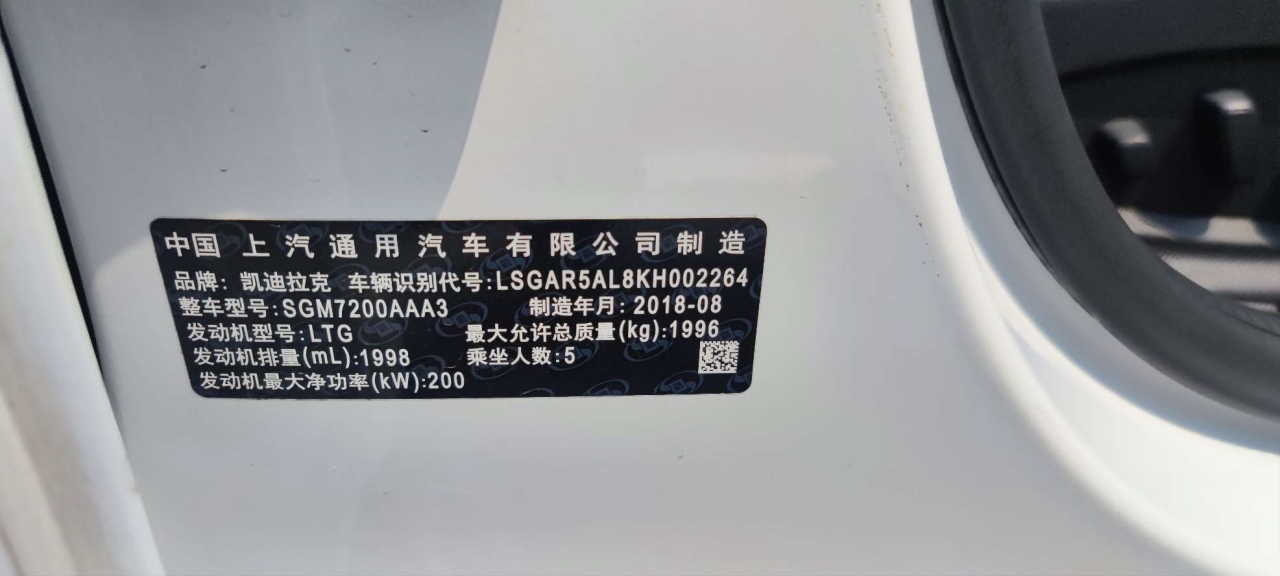 中国 上汽通用汽车有限公司制造
品牌: 凯迪拉克 车辆识别代号:LSGAR5AL8KH002264
整车型号:SGM7200AAA3 制造年月: 2018-08
发动机型号:LTG 最大允许总质量(kg):1996
发动机排量(mL):1998 乘坐人数:5
发动机最大净功率(kW):200